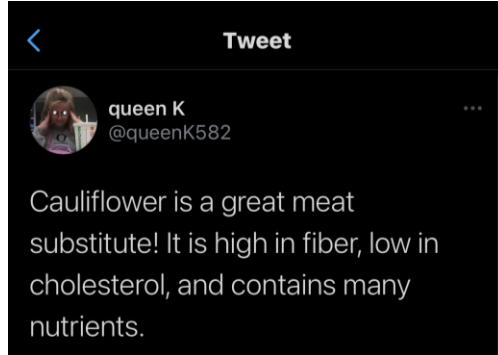 Tweet
queen K
@queenK582
Cauliflower is a great meat
substitute! It is high in fiber, low in
cholesterol, and contains many
nutrients.